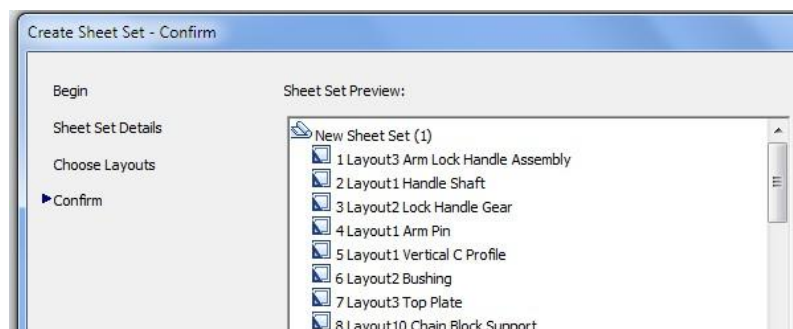 Create Sheet Set - Confirm
Begin
Sheet Set Details
Choose Layouts
Confirm
Sheet Set Preview:
New Sheet Set (1)
1 Layout3 Arm Lock Handle Assembly
2 Layout1 Handle Shaft
3 Layout2 Lock Handle Gear
4 Layout1 Arm Pin
5 Layout1 Vertical C Profile
6 Layout2 Bushing
7 Layout3 Top Plate
8 Layout10 Chain Block Support